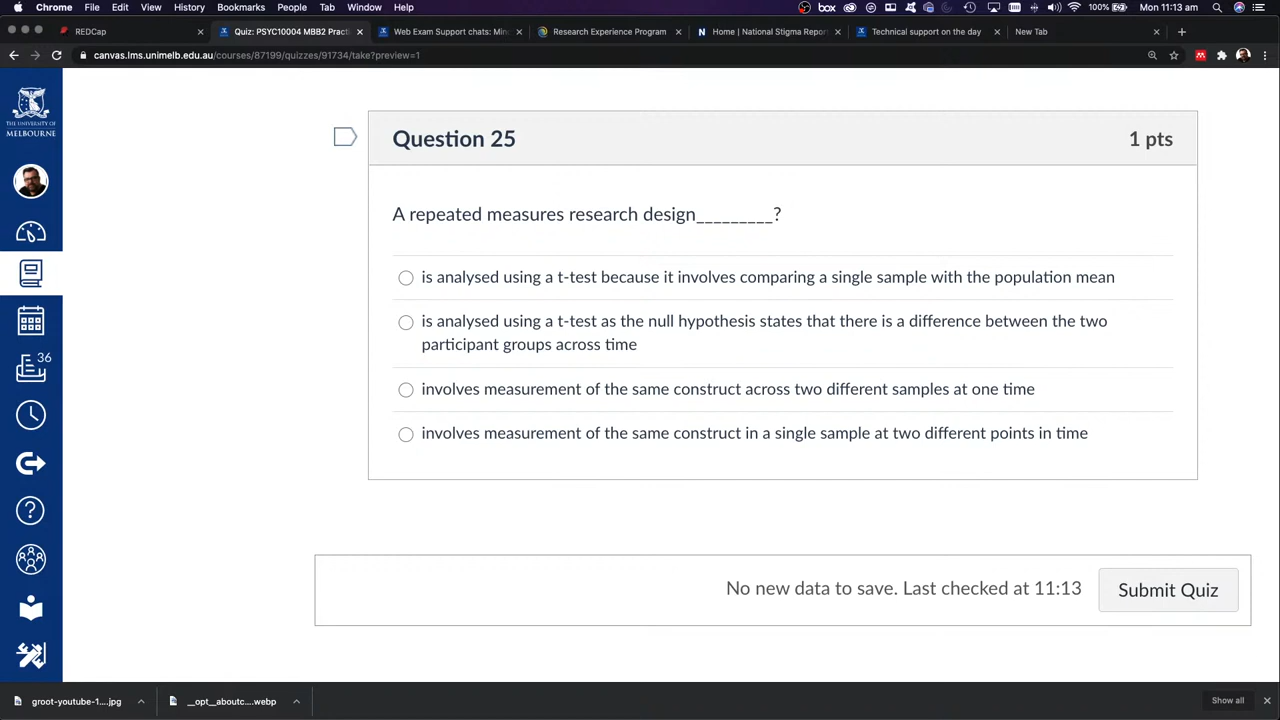 Chrome File Edit View History Bookmarks People Tab Window Help box 100% Mon 11:13 am
REDCap Quiz: PSYC10004 MBB2 Practi Web Exam Support chats: Min Research Experience Program Home | National Stigma Report Technical support on the day New Tab
canvas.lms.unimelb.edu.au/courses/87199/quizzes/91734/take?preview=1
THE UNIVERSITY OF
MELBOURNE
Question 25 1 pts
A repeated measures research design_________?
is analysed using a t-test because it involves comparing a single sample with the population mean
is analysed using a t-test as the null hypothesis states that there is a difference between the two
participant groups across time
36
involves measurement of the same construct across two different samples at one time
involves measurement of the same construct in a single sample at two different points in time
No new data to save. Last checked at 11:13 Submit Quiz
groot-youtube-1....jpg __opt__aboutc....webp Show all